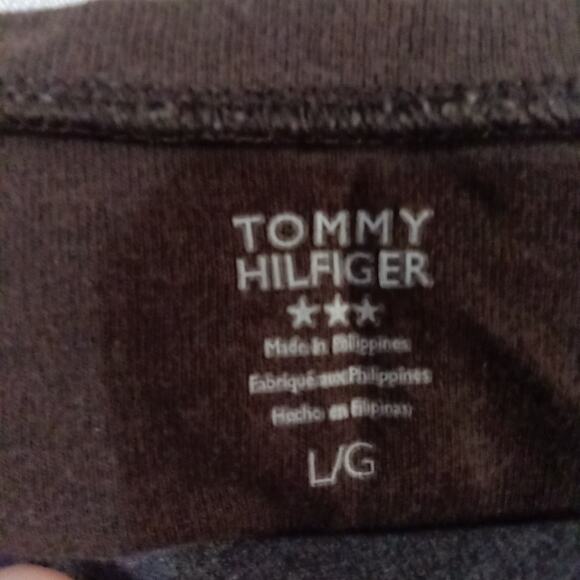 TOMMY
HILFIGER
Made in Philippines
Fabriqué aux Philippines
Hecho en Filipinas
L/G